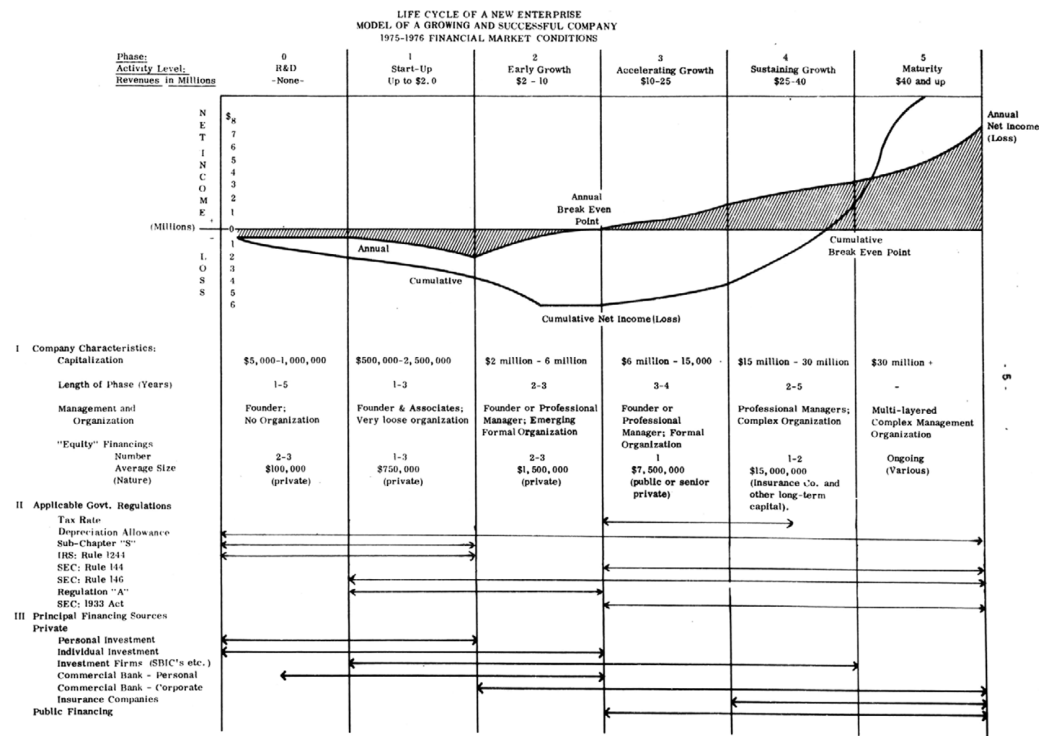 LIFE CYCLE OF A NEW ENTERPRISE
MODEL OF A GROWING AND SUCCESSFUL COMPANY
1975-1976 FINANCIAL MARKET CONDITIONS
Phase: 0 1 2 3 4 5
Activity Level: R&D Start-Up Early Growth Accelerating Growth Sustaining Growth Maturity
Revenues in Millions -None- Up to $2.0 $2 - 10 $10-25 $25-40 $40 and up
NET INCOME
$8
7
6
5
4
3
2
1
+
(Millions) 0
-
1
2
3
4
5
6
LOSS
Annual
Net Income
(Loss)
Annual
Break Even
Point
Annual
Cumulative
Cumulative
Break Even Point
Cumulative Net Income(Loss)
- 5 -
I Company Characteristics:
Capitalization $5,000-1,000,000 $500,000-2,500,000 $2 million - 6 million $6 million - 15,000 $15 million - 30 million $30 million +
Length of Phase (Years) 1-5 1-3 2-3 3-4 2-5 -
Management and Founder; Founder & Associates; Founder or Professional Founder or Professional Managers; Multi-layered
Organization No Organization Very loose organization Manager; Emerging Professional Complex Organization Complex Management
Formal Organization Manager; Formal Organization
Organization
"Equity" Financings
Number 2-3 1-3 2-3 1 1-2 Ongoing
Average Size $100,000 $750,000 $1,500,000 $7,500,000 $15,000,000 (Various)
(Nature) (private) (private) (private) (public or senior (Insurance Co. and
private) other long-term
capital).
II Applicable Govt. Regulations
Tax Rate
Depreciation Allowance
Sub-Chapter "S"
IRS: Rule 1244
SEC: Rule 144
SEC: Rule 146
Regulation "A"
SEC: 1933 Act
III Principal Financing Sources
Private
Personal Investment
Individual Investment
Investment Firms (SBIC's etc.)
Commercial Bank - Personal
Commercial Bank - Corporate
Insurance Companies
Public Financing